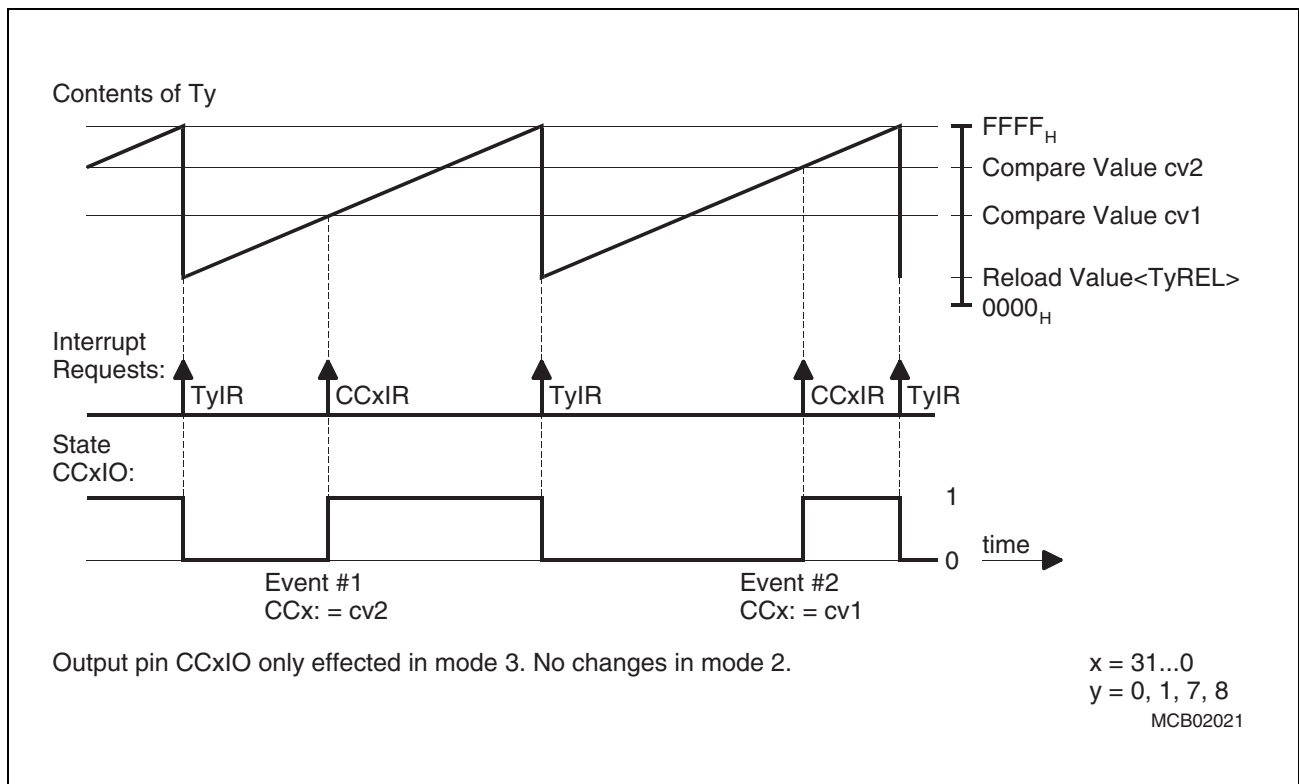 Contents of Ty
FFFFH
Compare Value cv2
Compare Value cv1
Reload Value<TyREL>
0000H
Interrupt
Requests:
TyIR
CCxIR
TyIR
CCxIR
TyIR
State
CCxIO:
1
0
time
Event #1
CCx: = cv2
Event #2
CCx: = cv1
Output pin CCxIO only effected in mode 3. No changes in mode 2.
x = 31...0
y = 0, 1, 7, 8
MCB02021